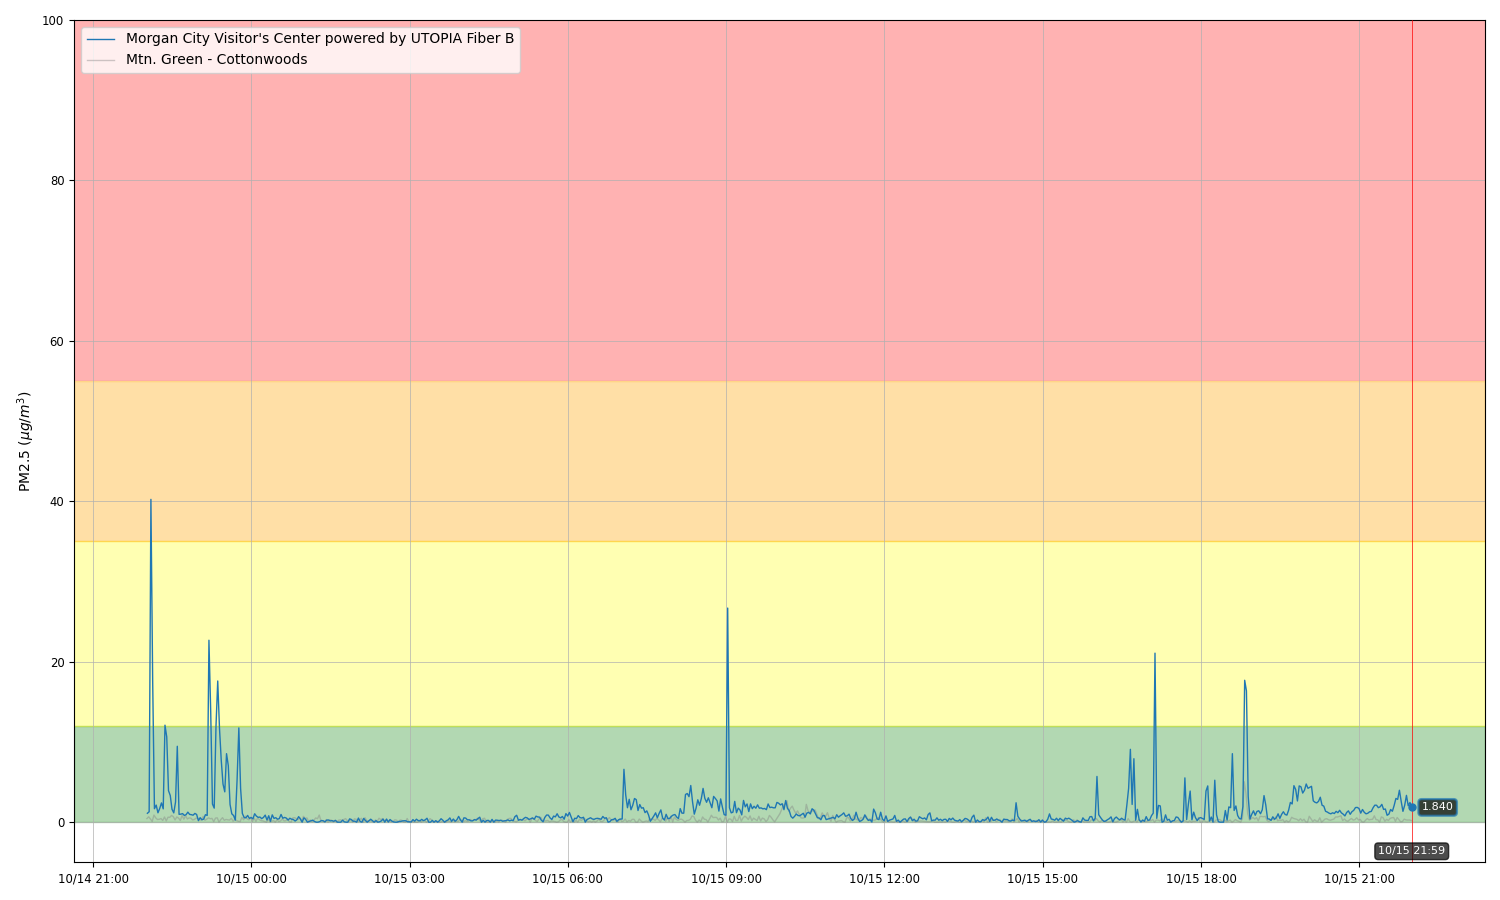 100
Morgan City Visitor's Center powered by UTOPIA Fiber B
Mtn. Green - Cottonwoods
80
60
PM2.5 (μg/m³)
40
20
1.840
0
10/15 21:59
10/14 21:00 10/15 00:00 10/15 03:00 10/15 06:00 10/15 09:00 10/15 12:00 10/15 15:00 10/15 18:00 10/15 21:00